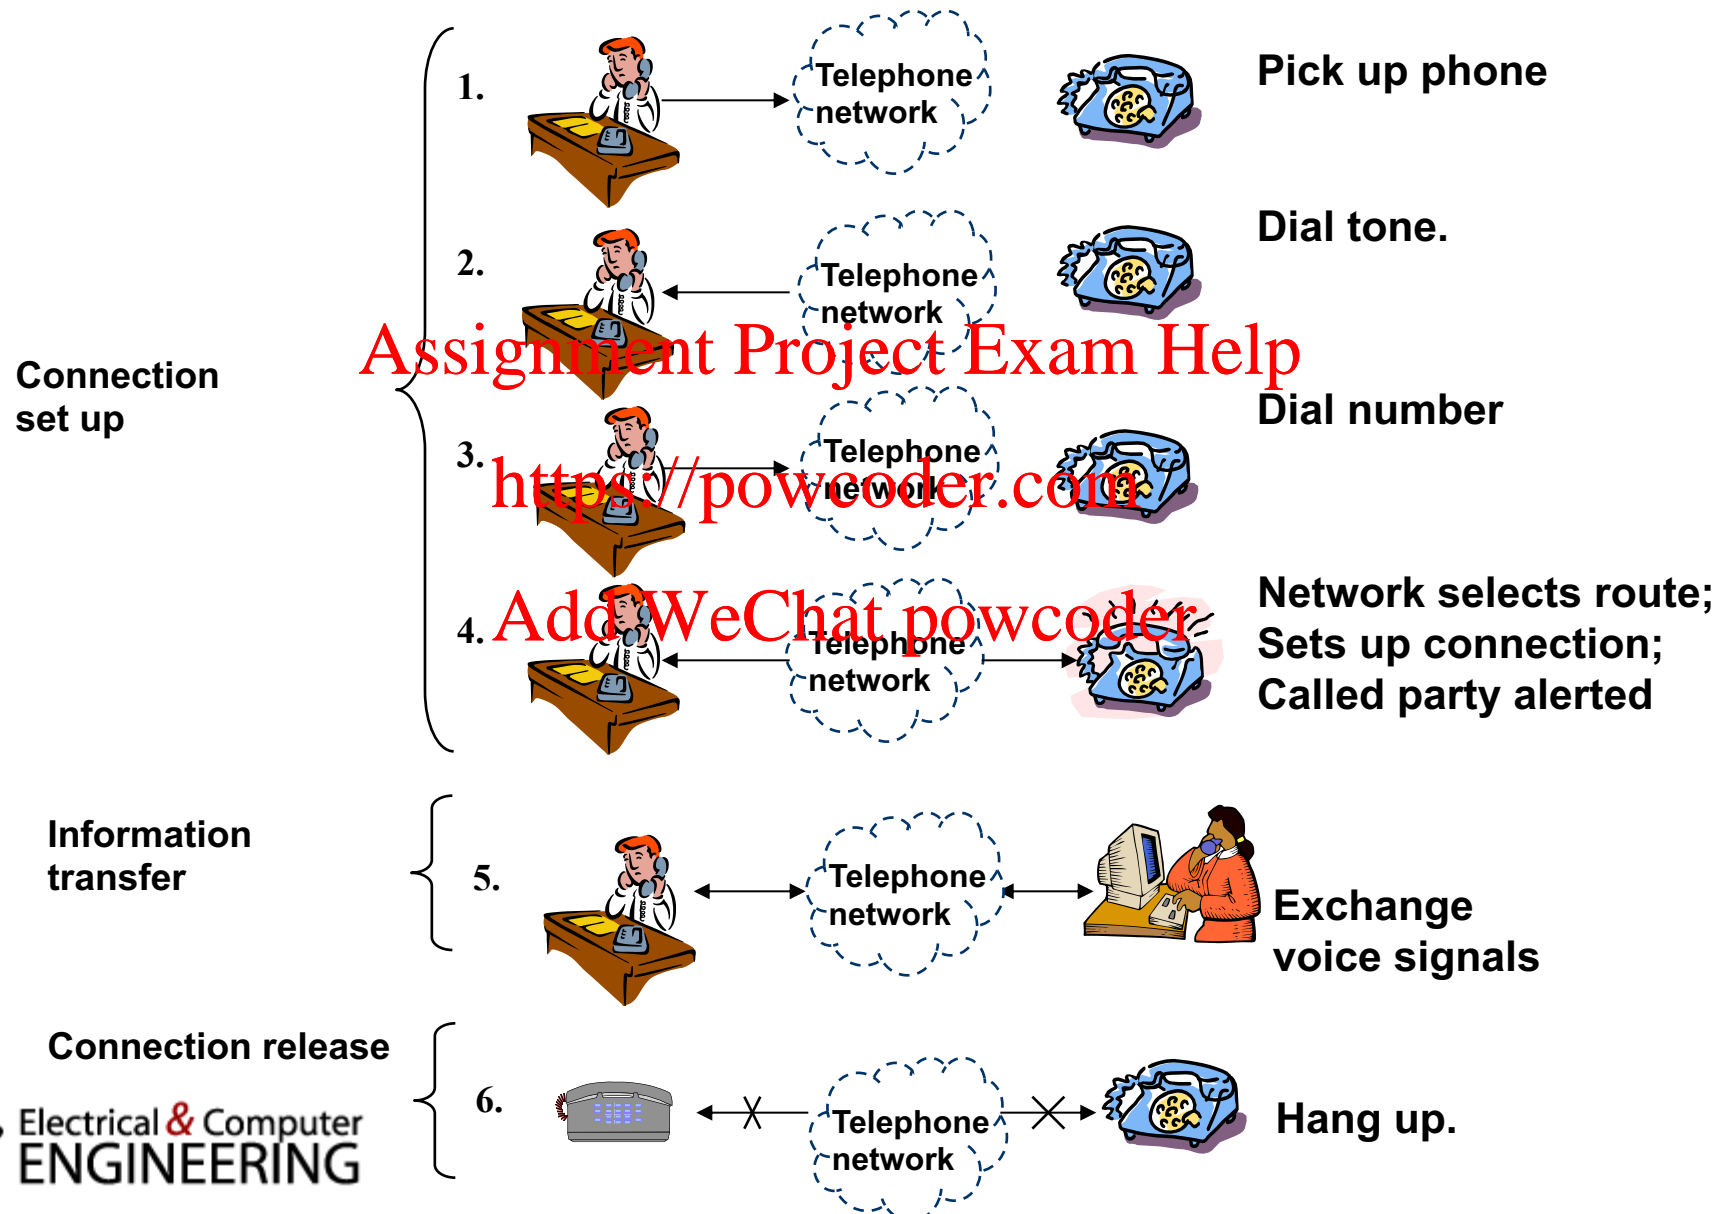 1.
Telephone
network
Pick up phone
2.
Telephone
network
Dial tone.
Assignment Project Exam Help
Connection
set up
3.
Telephone
network
Dial number
https://powcoder.com
4.
Telephone
network
Network selects route;
Sets up connection;
Called party alerted
Add WeChat powcoder
Information
transfer
5.
Telephone
network
Exchange
voice signals
Connection release
6.
Telephone
network
Hang up.
Electrical & Computer
ENGINEERING